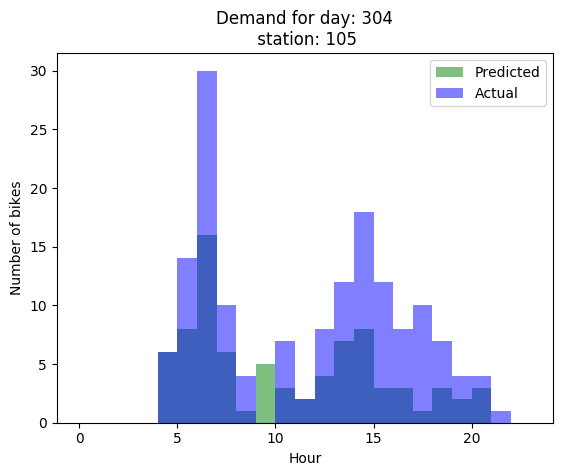 Demand for day: 304
station: 105
Predicted
Actual
30
25
20
15
10
5
0
Number of bikes
0 5 10 15 20
Hour